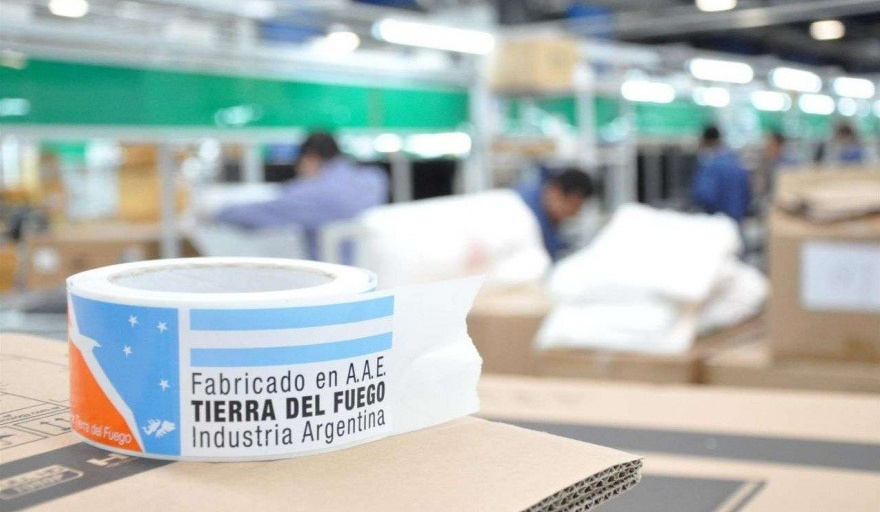 Fabricado en A.A.E.
TIERRA DEL FUEGO
Industria Argentina
Tierra del Fuego